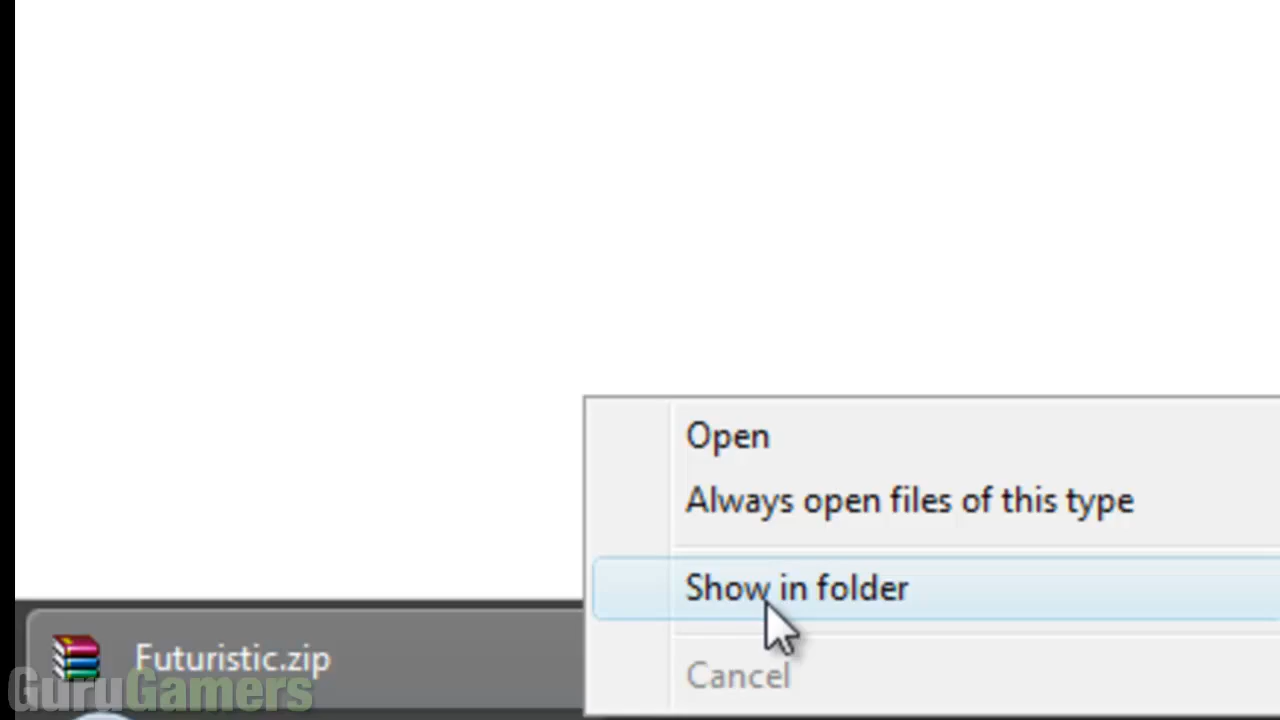 Open
Always open files of this type
Show in folder
Cancel
Futuristic.zip
GuruGamers